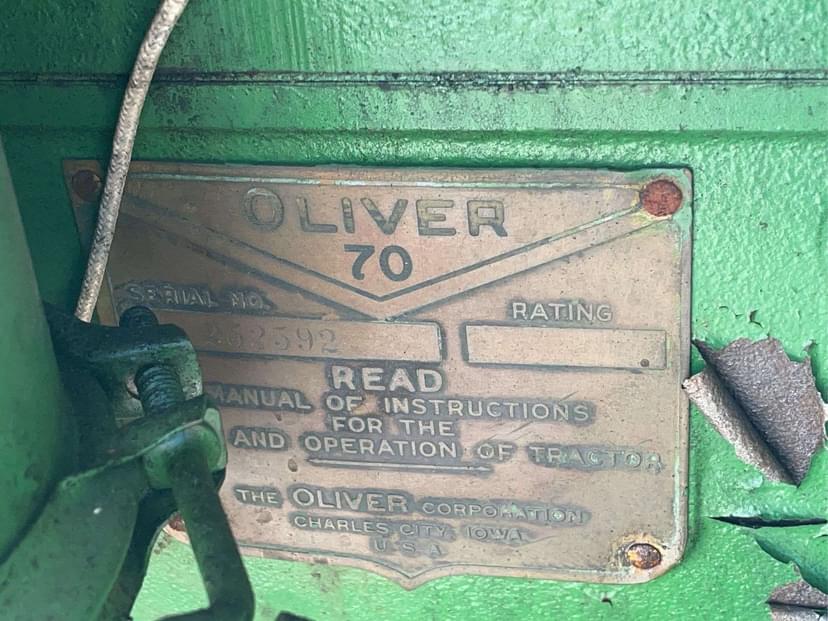 OLIVER
70
SERIAL NO.
RATING
READ
MANUAL OF INSTRUCTIONS
FOR THE
AND OPERATION OF TRACTOR
THE OLIVER CORPORATION
CHARLES CITY, IOWA
U.S.A